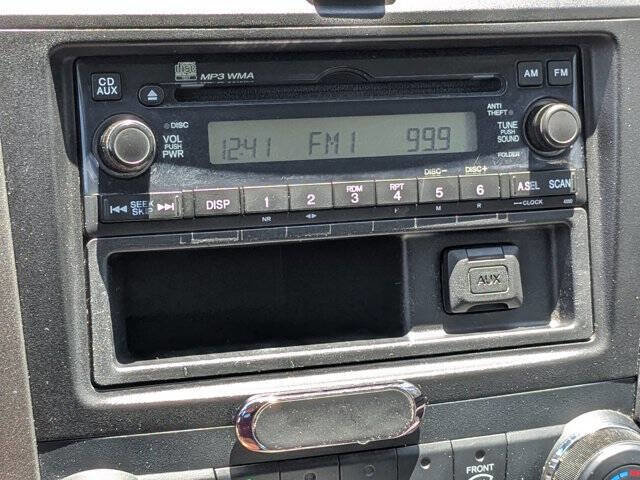 CD AUX
MP3 WMA
AM FM
DISC
VOL PUSH PWR
12:41 FM1 99.9
ANTI THEFT
TUNE PUSH SOUND
FOLDER
SEEK SKIP
DISP
1 2 RDM 3 RPT 4 DISC− 5 DISC+ 6
A.SEL SCAN
NR F M R CLOCK
AUX
FRONT